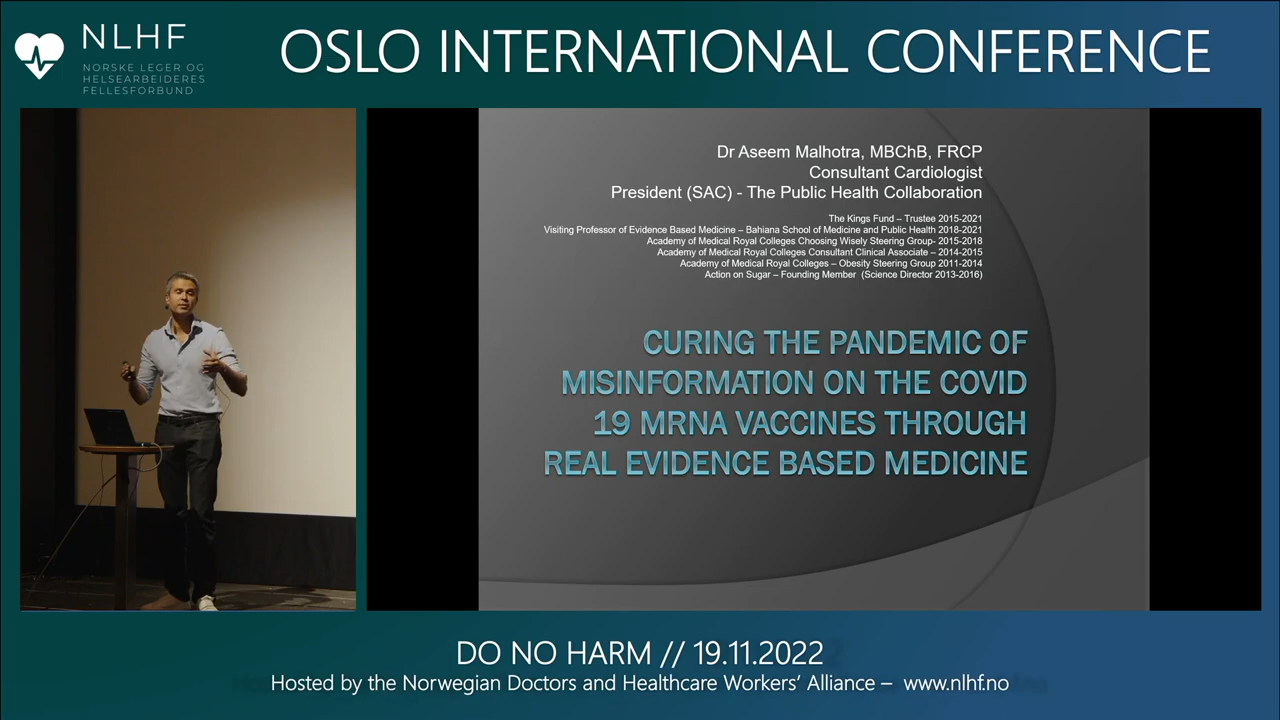 NLHF
NORSKE LEGER OG
HELSEARBEIDERES
FELLESFORBUND
OSLO INTERNATIONAL CONFERENCE
Dr Aseem Malhotra, MBChB, FRCP
Consultant Cardiologist
President (SAC) - The Public Health Collaboration
The Kings Fund – Trustee 2015-2021
Visiting Professor of Evidence Based Medicine – Bahiana School of Medicine and Public Health 2018-2021
Academy of Medical Royal Colleges Choosing Wisely Steering Group- 2015-2018
Academy of Medical Royal Colleges Consultant Clinical Associate – 2014-2015
Academy of Medical Royal Colleges – Obesity Steering Group 2011-2014
Action on Sugar – Founding Member (Science Director 2013-2016)
CURING THE PANDEMIC OF
MISINFORMATION ON THE COVID
19 MRNA VACCINES THROUGH
REAL EVIDENCE BASED MEDICINE
DO NO HARM // 19.11.2022
Hosted by the Norwegian Doctors and Healthcare Workers' Alliance – www.nlhf.no